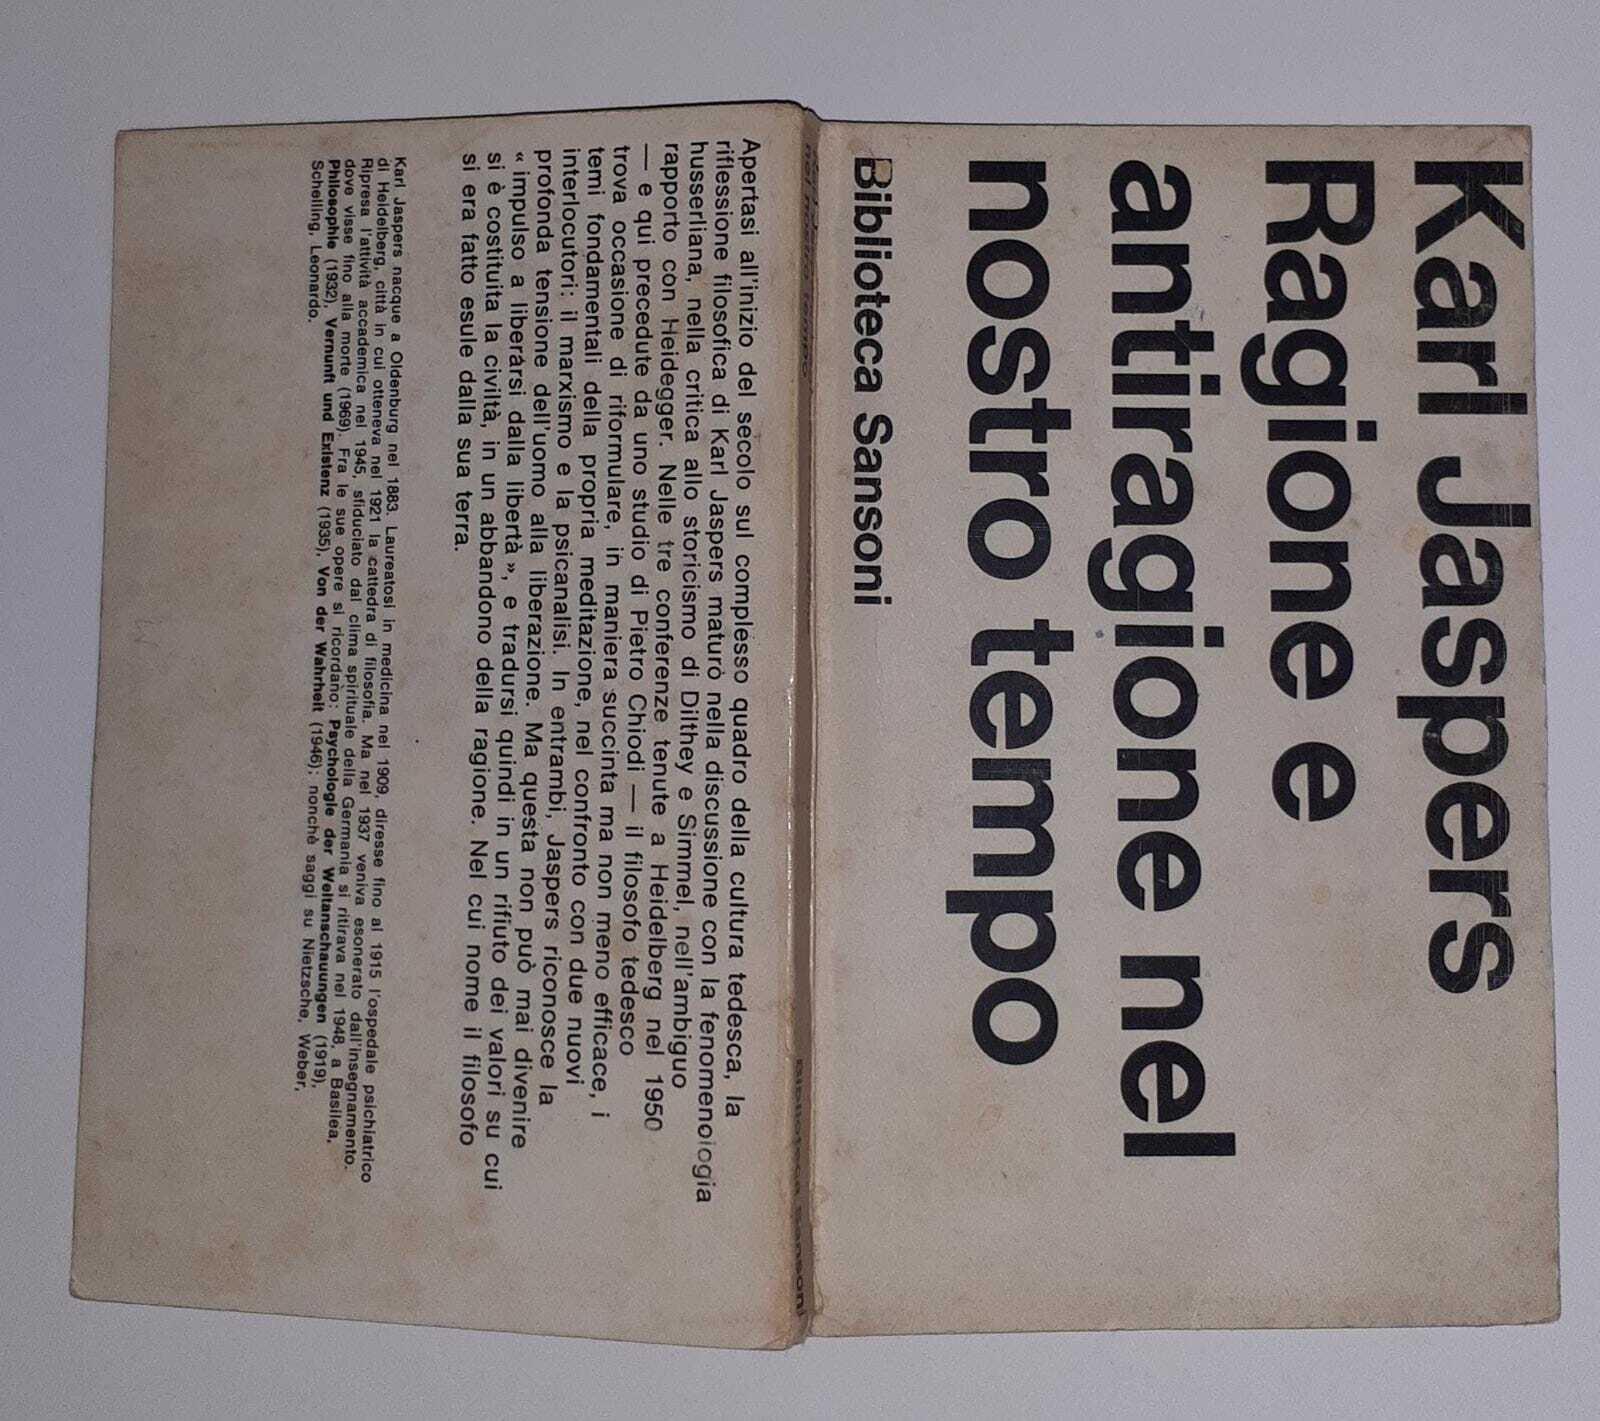 Karl Jaspers
Ragione e
antiragione nel
nostro tempo
Biblioteca Sansoni
nel nostro tempo
Biblioteca Sansoni
Apertasi all'inizio del secolo sul complesso quadro della cultura tedesca, la
riflessione filosofica di Karl Jaspers maturò nella discussione con la fenomenologia
husserliana, nella critica allo storicismo di Dilthey e Simmel, nell'ambiguo
rapporto con Heidegger. Nelle tre conferenze tenute a Heidelberg nel 1950
— e qui precedute da uno studio di Pietro Chiodi — il filosofo tedesco
trova occasione di riformulare, in maniera succinta ma non meno efficace, i
temi fondamentali della propria meditazione, nel confronto con due nuovi
interlocutori: il marxismo e la psicanalisi. In entrambi, Jaspers riconosce la
profonda tensione dell'uomo alla liberazione. Ma questa non può mai divenire
« impulso a liberarsi dalla libertà », e tradursi quindi in un rifiuto dei valori su cui
si è costituita la civiltà, in un abbandono della ragione. Nel cui nome il filosofo
si era fatto esule dalla sua terra.
Karl Jaspers nacque a Oldenburg nel 1883. Laureatosi in medicina nel 1909, diresse fino al 1915 l'ospedale psichiatrico
di Heidelberg, città in cui otteneva nel 1921 la cattedra di filosofia. Ma nel 1937 veniva esonerato dall'insegnamento.
Ripresa l'attività accademica nel 1945, sfiduciato dal clima spirituale della Germania si ritirava nel 1948, a Basilea,
dove visse fino alla morte (1969). Fra le sue opere si ricordano: Psychologie der Weltanschauungen (1919),
Philosophie (1932), Vernunft und Existenz (1935), Von der Wahrheit (1946); nonchè saggi su Nietzsche, Weber,
Schelling, Leonardo.